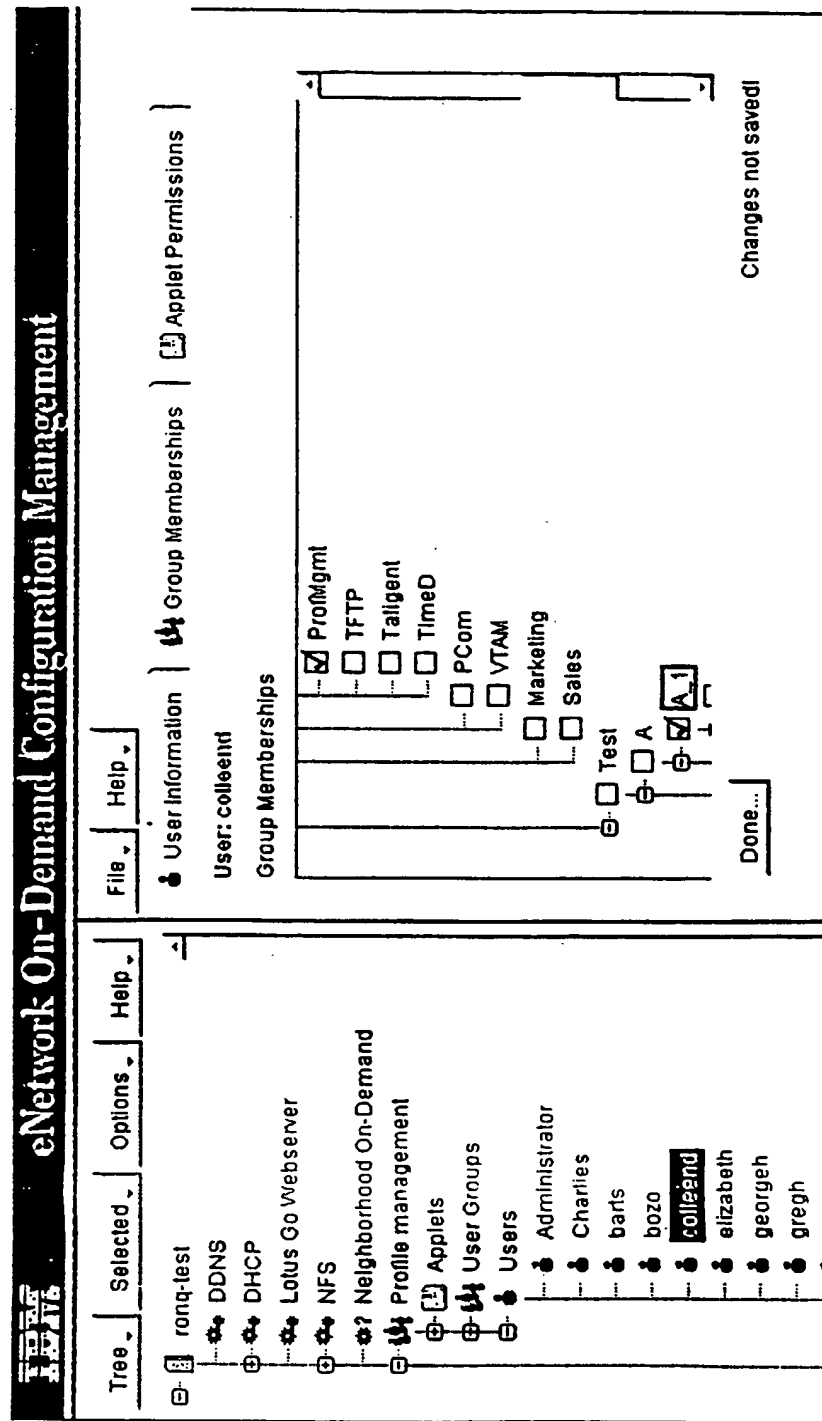 IBM eNetwork On-Demand Configuration Management
Tree Selected Options Help
ronq-test
DDNS
DHCP
Lotus Go Webserver
NFS
Neighborhood On-Demand
Profile management
Applets
User Groups
Users
Administrator
Charlies
barts
bozo
colleend
elizabeth
georgeh
gregh
File Help
User Information
Group Memberships
Applet Permissions
User: colleend
Group Memberships
ProfMgmt
TFTP
Taligent
TimeD
PCom
VTAM
Marketing
Sales
Test
A
A_1
Done...
Changes not saved!